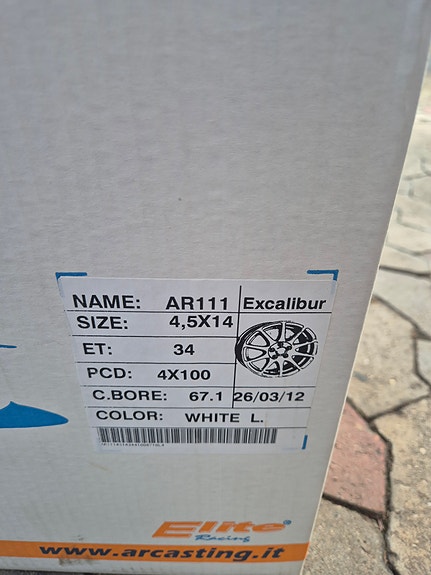 NAME: AR111 Excalibur
SIZE: 4,5X14
ET: 34
PCD: 4X100
C.BORE: 67.1 26/03/12
COLOR: WHITE L.
Elite®
Racing
www.arcasting.it